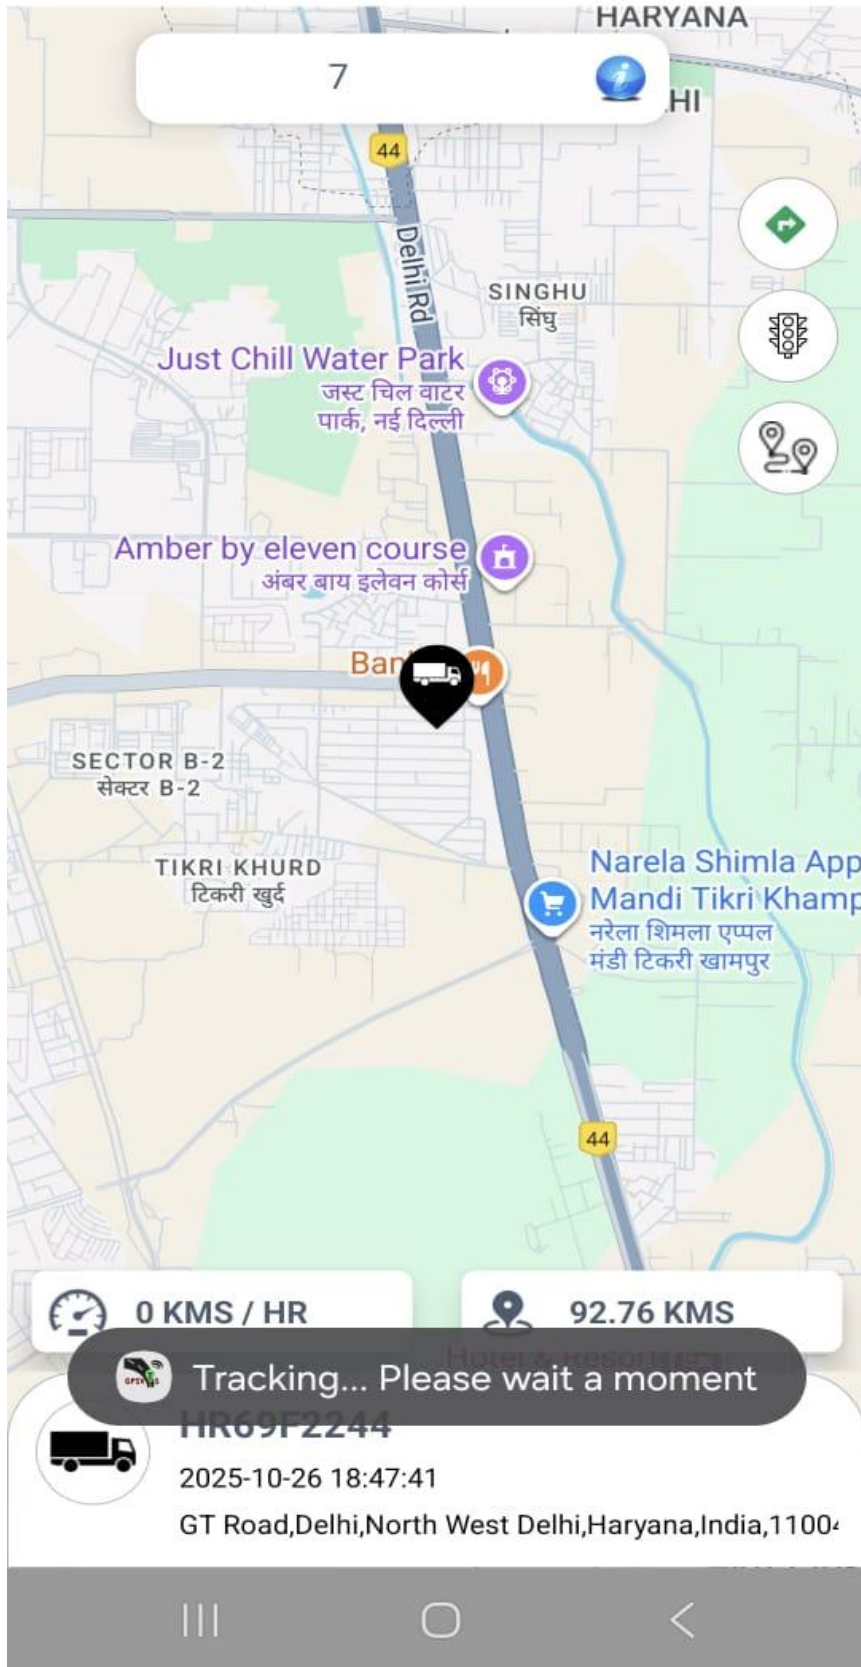 HARYANA
7
HI
44
Delhi Rd
SINGHU
सिंघु
Just Chill Water Park
जस्ट चिल वाटर
पार्क, नई दिल्ली
Amber by eleven course
अंबर बाय इलेवन कोर्स
Ban
SECTOR B-2
सेक्टर B-2
TIKRI KHURD
टिकरी खुर्द
Narela Shimla App
Mandi Tikri Khamp
नरेला शिमला एप्पल
मंडी टिकरी खामपुर
44
0 KMS / HR
92.76 KMS
Hotel & Resort
Tracking... Please wait a moment
HR69F2244
2025-10-26 18:47:41
GT Road,Delhi,North West Delhi,Haryana,India,1100